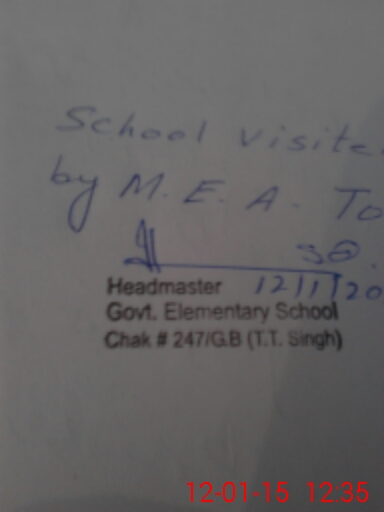 School visite
by M. E. A. To
Headmaster 12/1/20
Govt. Elementary School
Chak # 247/G.B (T.T. Singh)
12-01-15 12:35